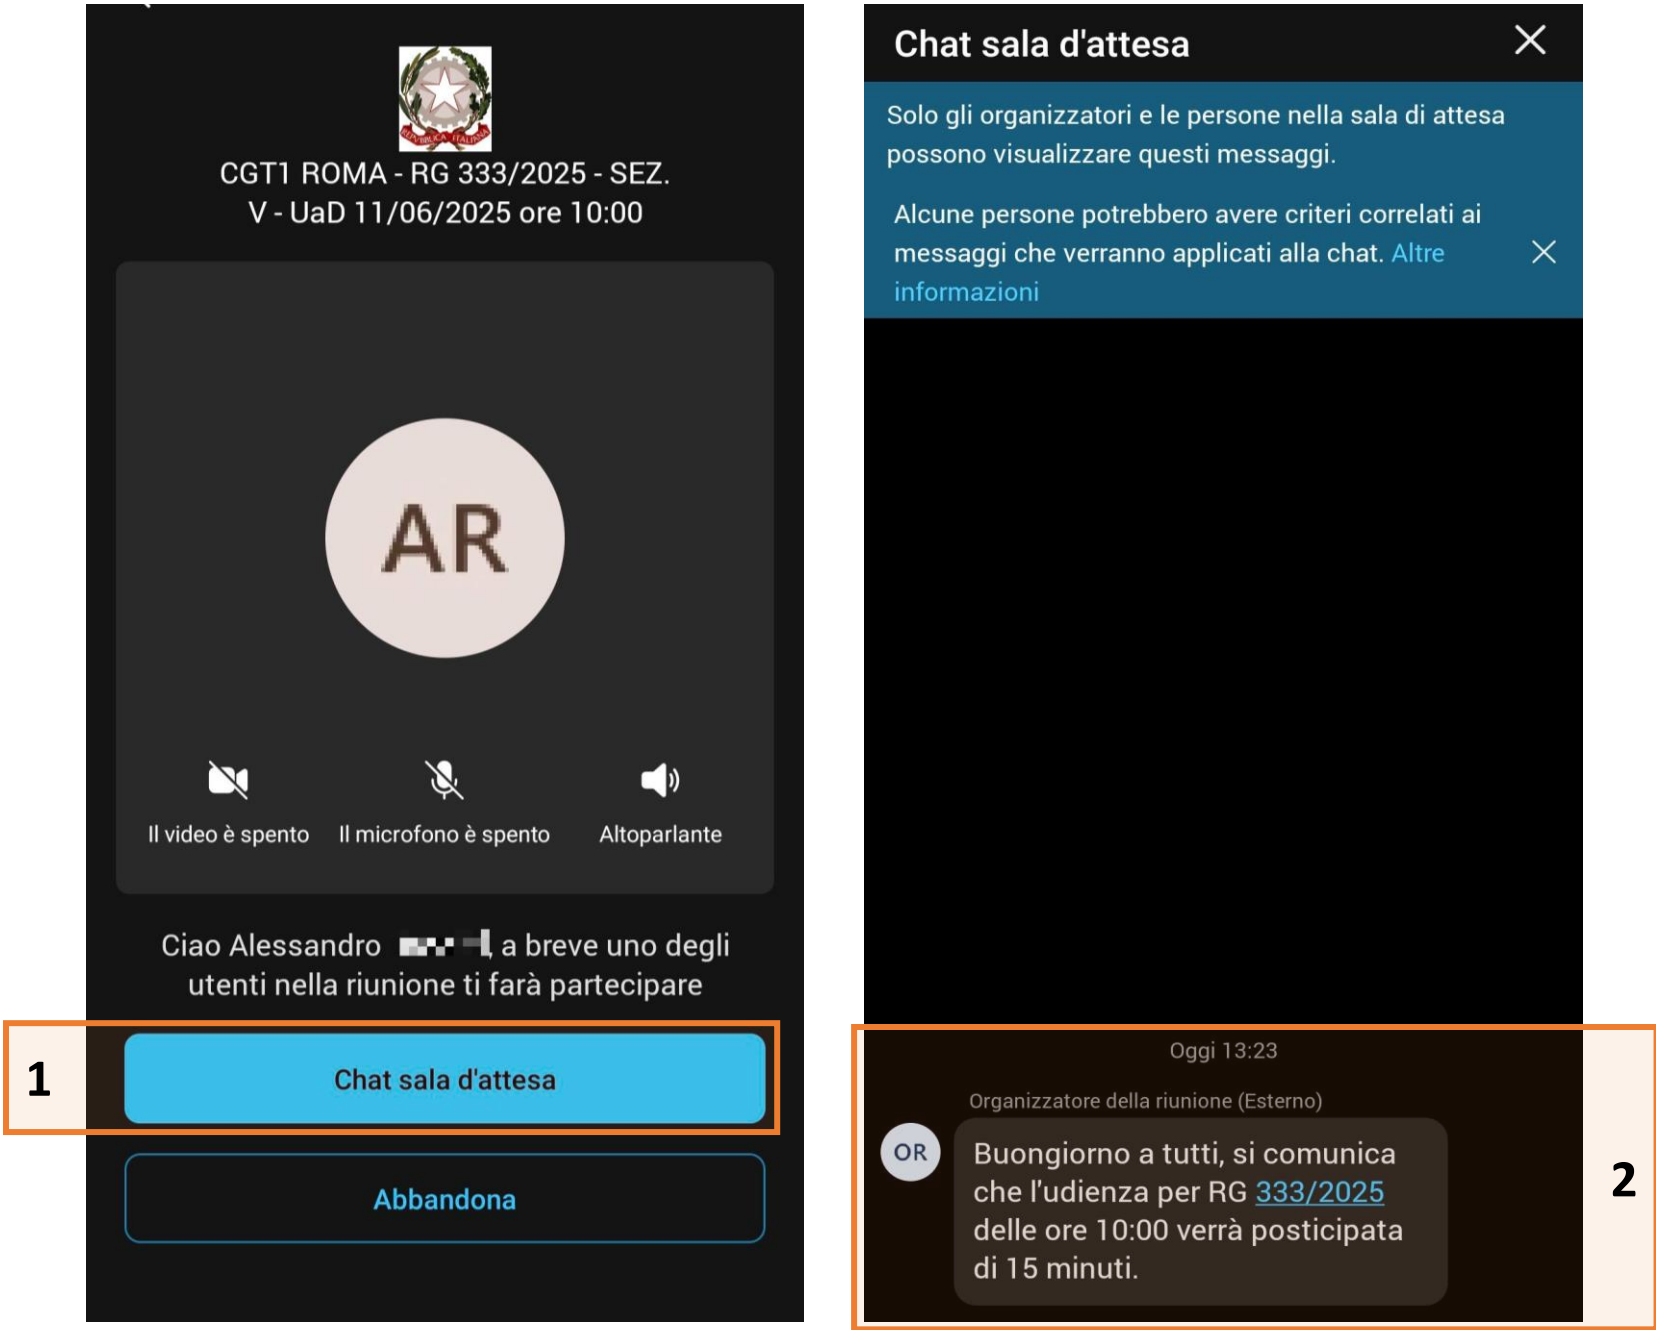 REPVBBLICA ITALIANA
CGT1 ROMA - RG 333/2025 - SEZ.
V - UaD 11/06/2025 ore 10:00
AR
Il video è spento
Il microfono è spento
Altoparlante
Ciao Alessandro , a breve uno degli
utenti nella riunione ti farà partecipare
1
Chat sala d'attesa
Abbandona
Chat sala d'attesa
Solo gli organizzatori e le persone nella sala di attesa
possono visualizzare questi messaggi.
Alcune persone potrebbero avere criteri correlati ai
messaggi che verranno applicati alla chat. Altre
informazioni
Oggi 13:23
Organizzatore della riunione (Esterno)
OR
Buongiorno a tutti, si comunica
che l'udienza per RG 333/2025
delle ore 10:00 verrà posticipata
di 15 minuti.
2